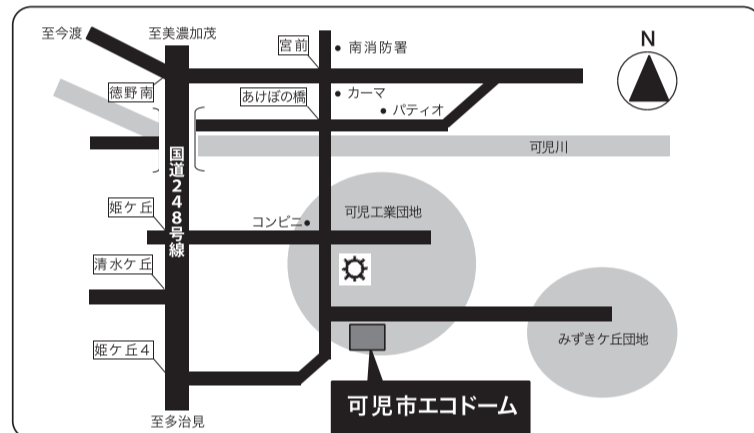 至今渡
至美濃加茂
宮前
南消防署
N
徳野南
あけぼの橋
カーマ
パティオ
国道248号線
可児川
姫ケ丘
コンビニ
可児工業団地
清水ケ丘
姫ケ丘4
みずきケ丘団地
可児市エコドーム
至多治見